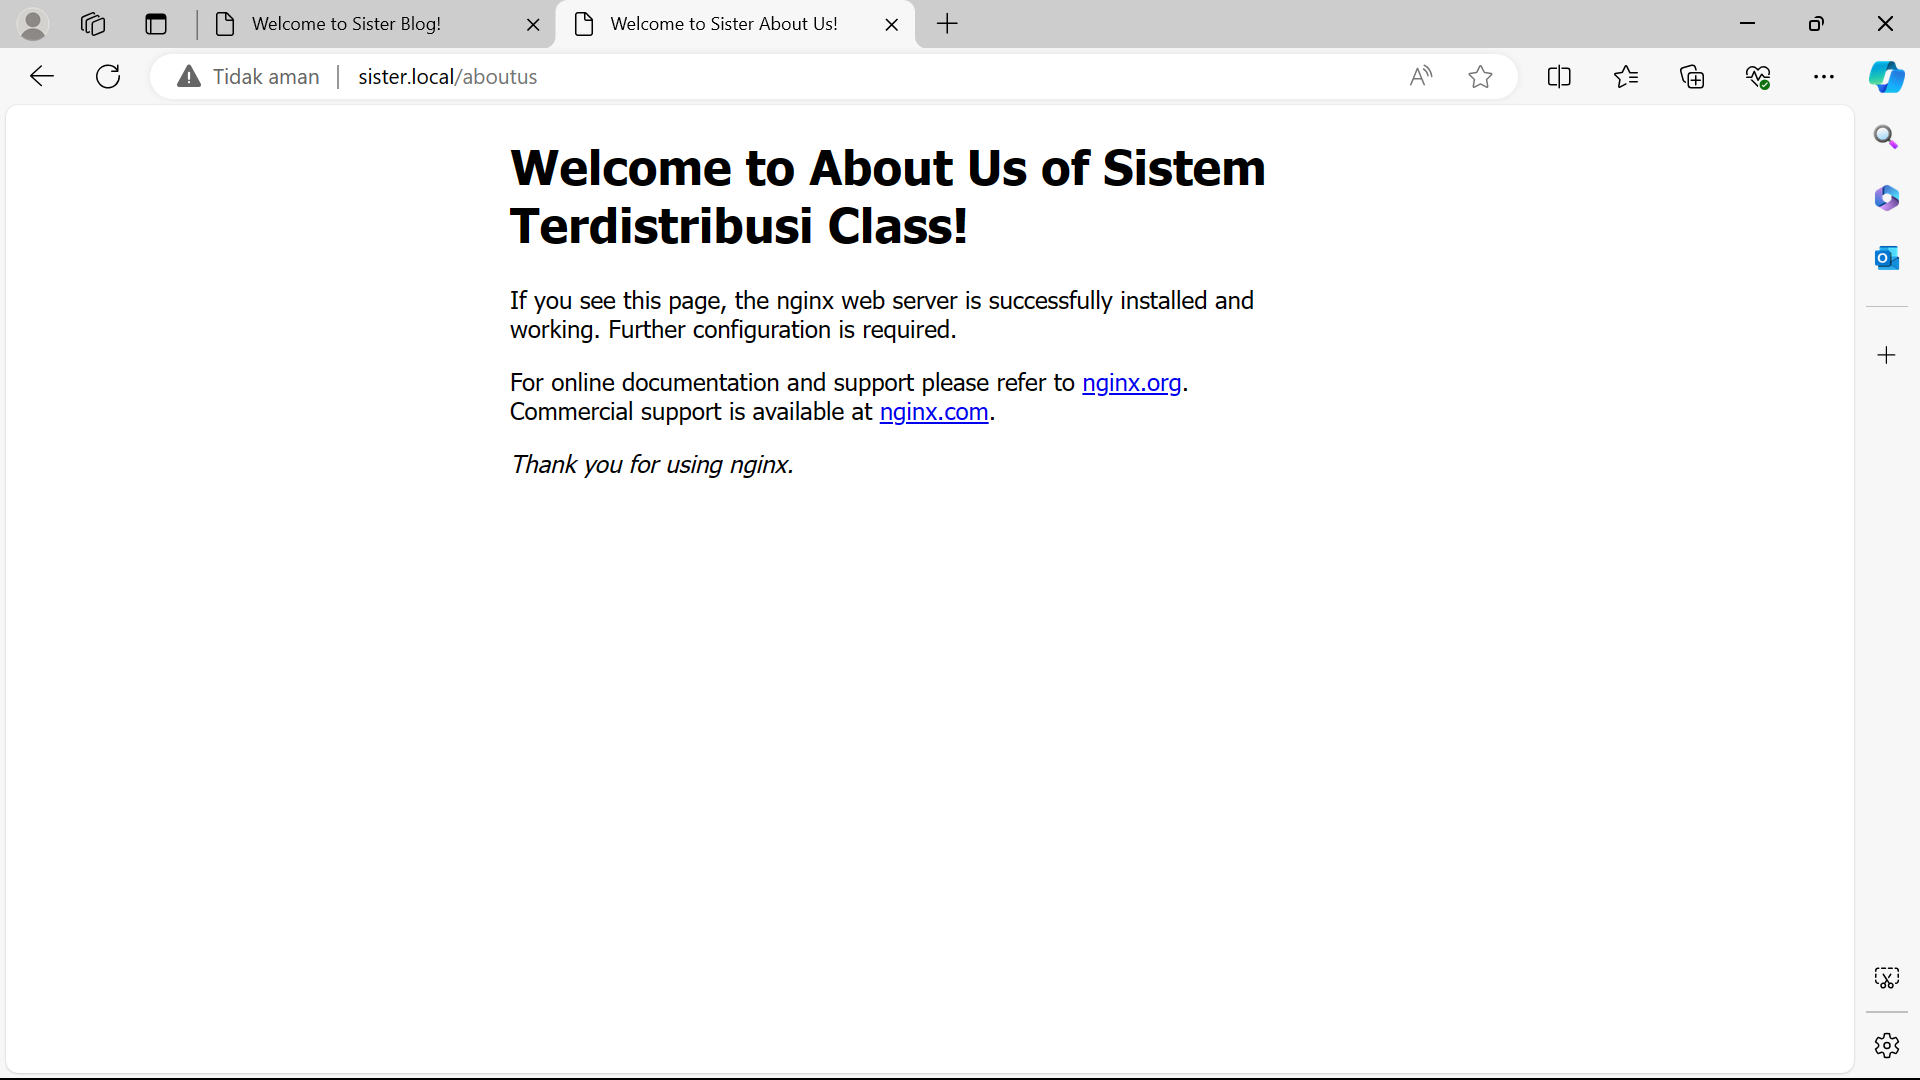 Welcome to Sister Blog!
Welcome to Sister About Us!
Tidak aman
sister.local/aboutus
Welcome to About Us of Sistem
Terdistribusi Class!
If you see this page, the nginx web server is successfully installed and
working. Further configuration is required.
For online documentation and support please refer to nginx.org.
Commercial support is available at nginx.com.
Thank you for using nginx.